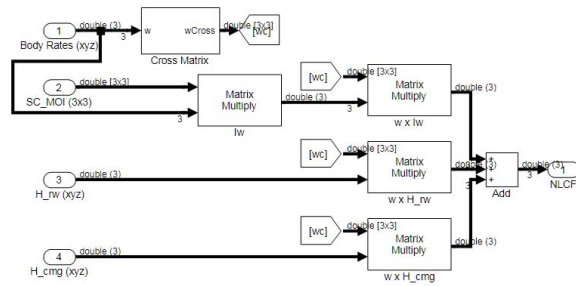 double (3)
1
w
wCross
double [3x3]
[wc]
3
Body Rates (xyz)
Cross Matrix
[wc]
double [3x3]
2
double [3x3]
Matrix
Multiply
Matrix
Multiply
double (3)
SC_MOI (3x3)
double (3)
3
3
Iw
w x Iw
[wc]
double [3x3]
Matrix
Multiply
double (3)
+
+
+
double (3)
1
3
double (3)
3
3
NLCF
H_rw (xyz)
w x H_rw
Add
[wc]
double [3x3]
Matrix
Multiply
double (3)
4
double (3)
H_cmg (xyz)
w x H_cmg